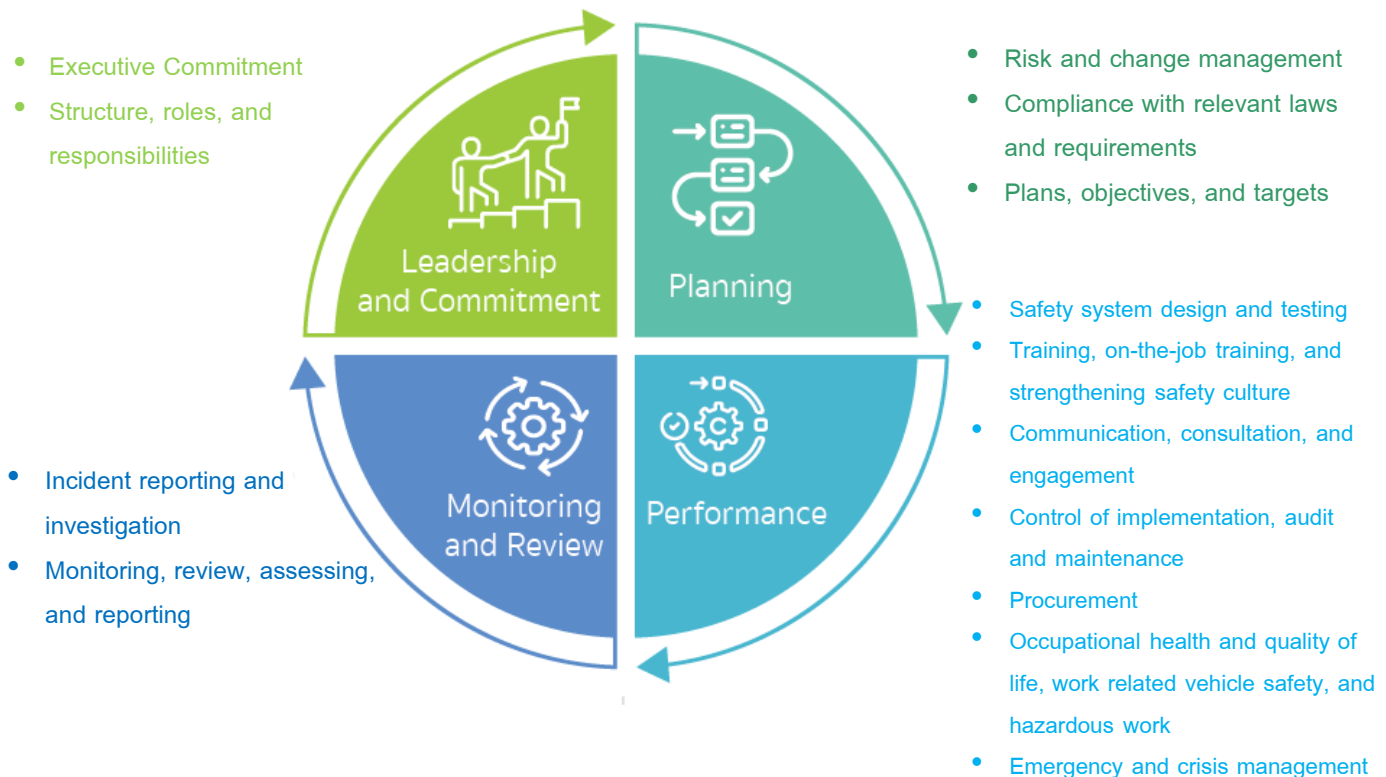 • Executive Commitment
• Structure, roles, and
responsibilities
Leadership
and Commitment
Planning
• Risk and change management
• Compliance with relevant laws
and requirements
• Plans, objectives, and targets
• Safety system design and testing
• Training, on-the-job training, and
strengthening safety culture
• Communication, consultation, and
engagement
• Control of implementation, audit
and maintenance
• Procurement
• Occupational health and quality of
life, work related vehicle safety, and
hazardous work
• Emergency and crisis management
Performance
Monitoring
and Review
• Incident reporting and
investigation
• Monitoring, review, assessing,
and reporting